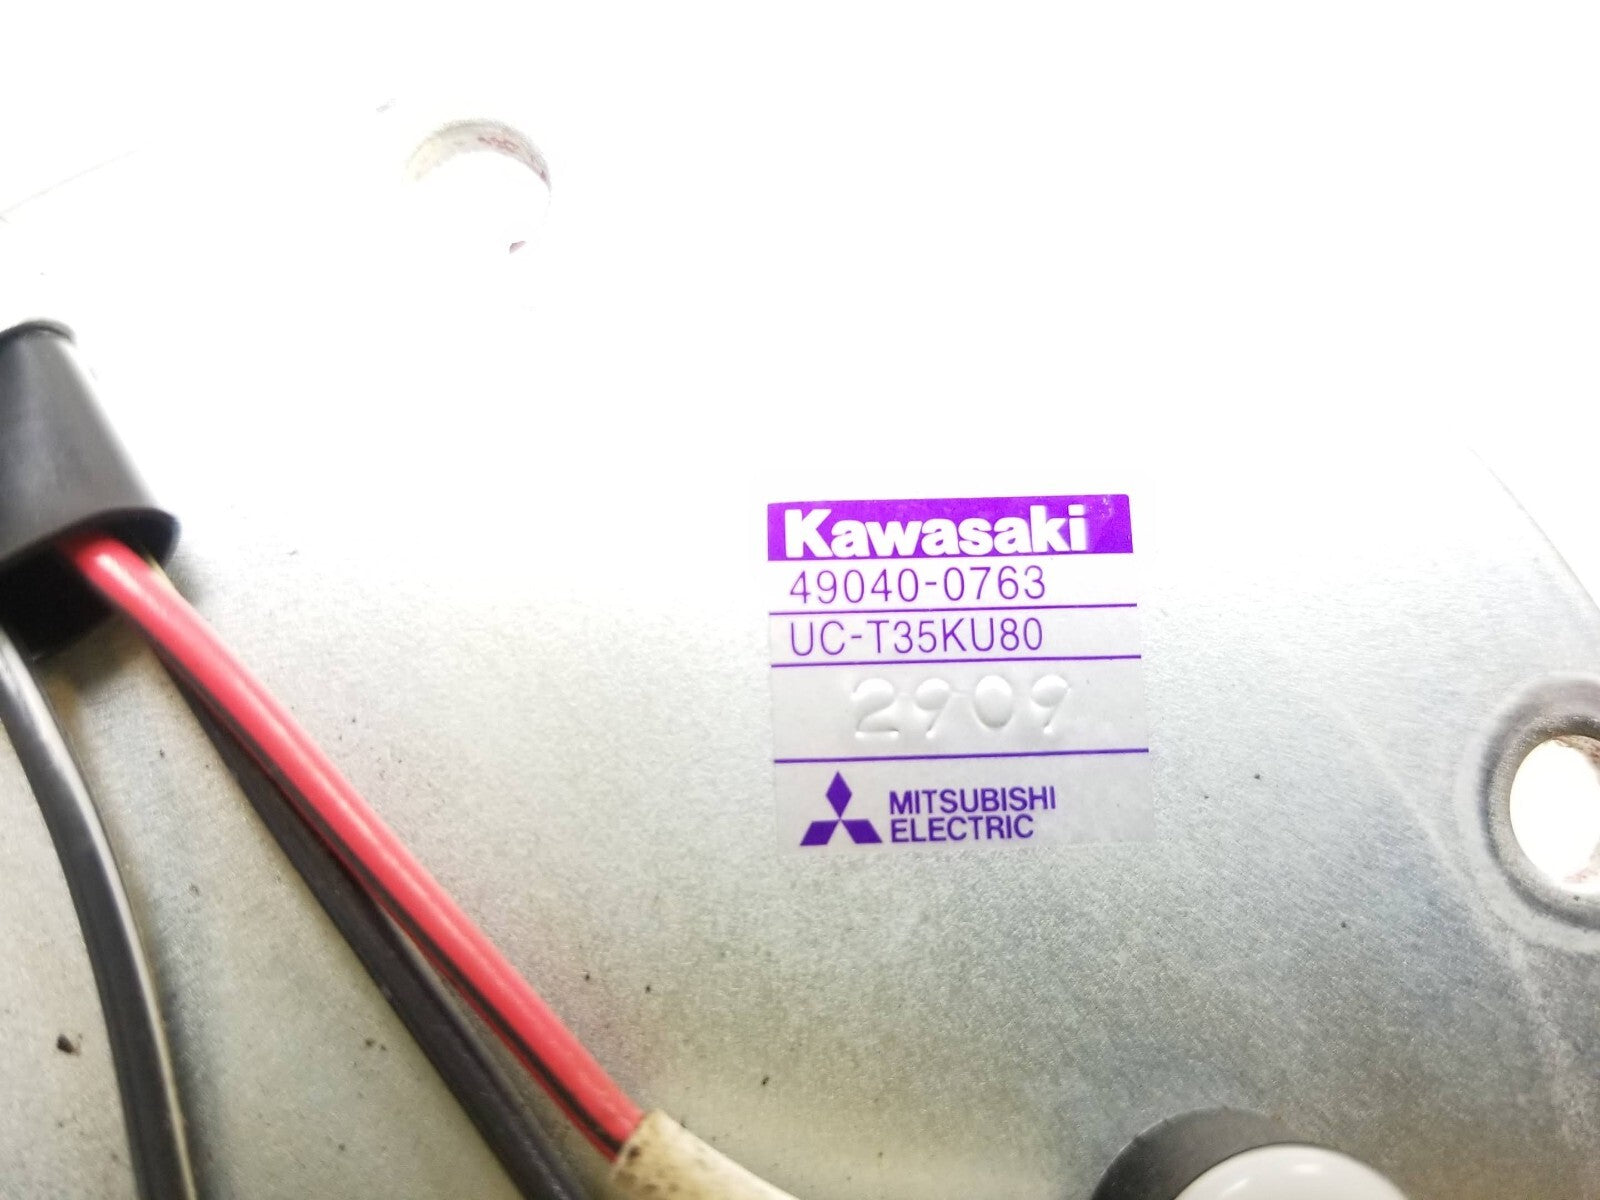 Kawasaki
49040-0763
UC-T35KU80
2909
MITSUBISHI
ELECTRIC